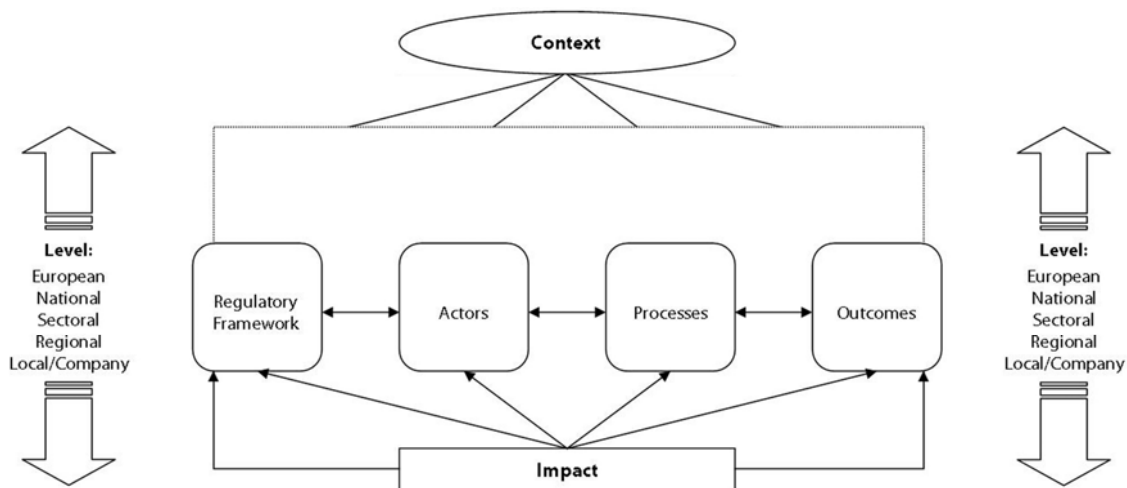 Context
Level:
European
National
Sectoral
Regional
Local/Company
Regulatory
Framework
Actors
Processes
Outcomes
Level:
European
National
Sectoral
Regional
Local/Company
Impact